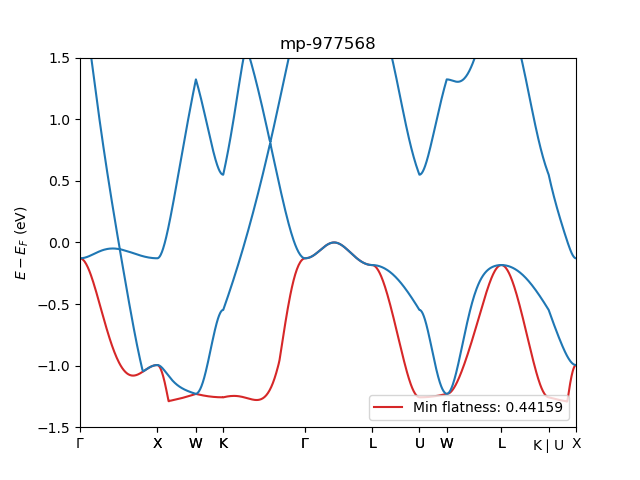 mp-977568
E − E_F (eV)
1.5
1.0
0.5
0.0
−0.5
−1.0
−1.5
Min flatness: 0.44159
Γ X W K Γ L U W L K | U X